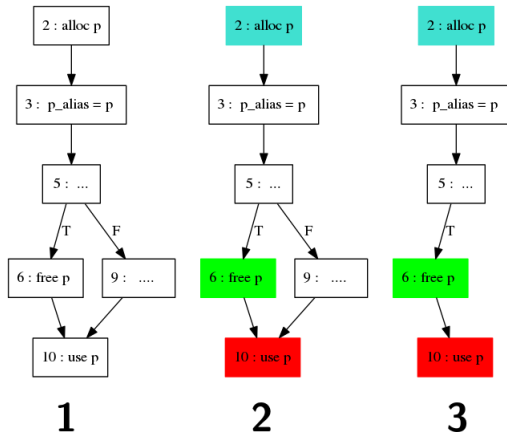 2 : alloc p
3 : p_alias = p
5 : ...
T
F
6 : free p
9 : ....
10 : use p
1
2 : alloc p
3 : p_alias = p
5 : ...
T
F
6 : free p
9 : ....
10 : use p
2
2 : alloc p
3 : p_alias = p
5 : ...
T
6 : free p
10 : use p
3